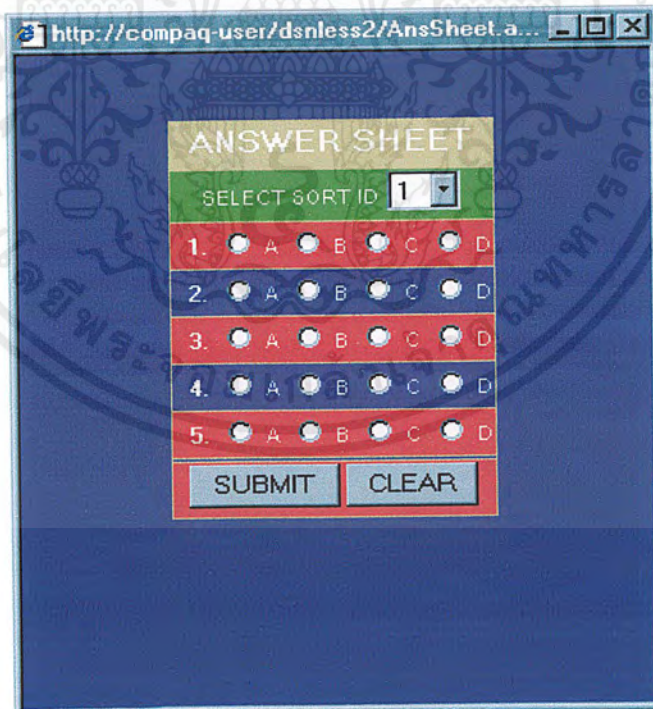 http://compaq-user/dsnless2/AnsSheet.a...
ANSWER SHEET
SELECT SORT ID 1
1. A B C D
2. A B C D
3. A B C D
4. A B C D
5. A B C D
SUBMIT CLEAR